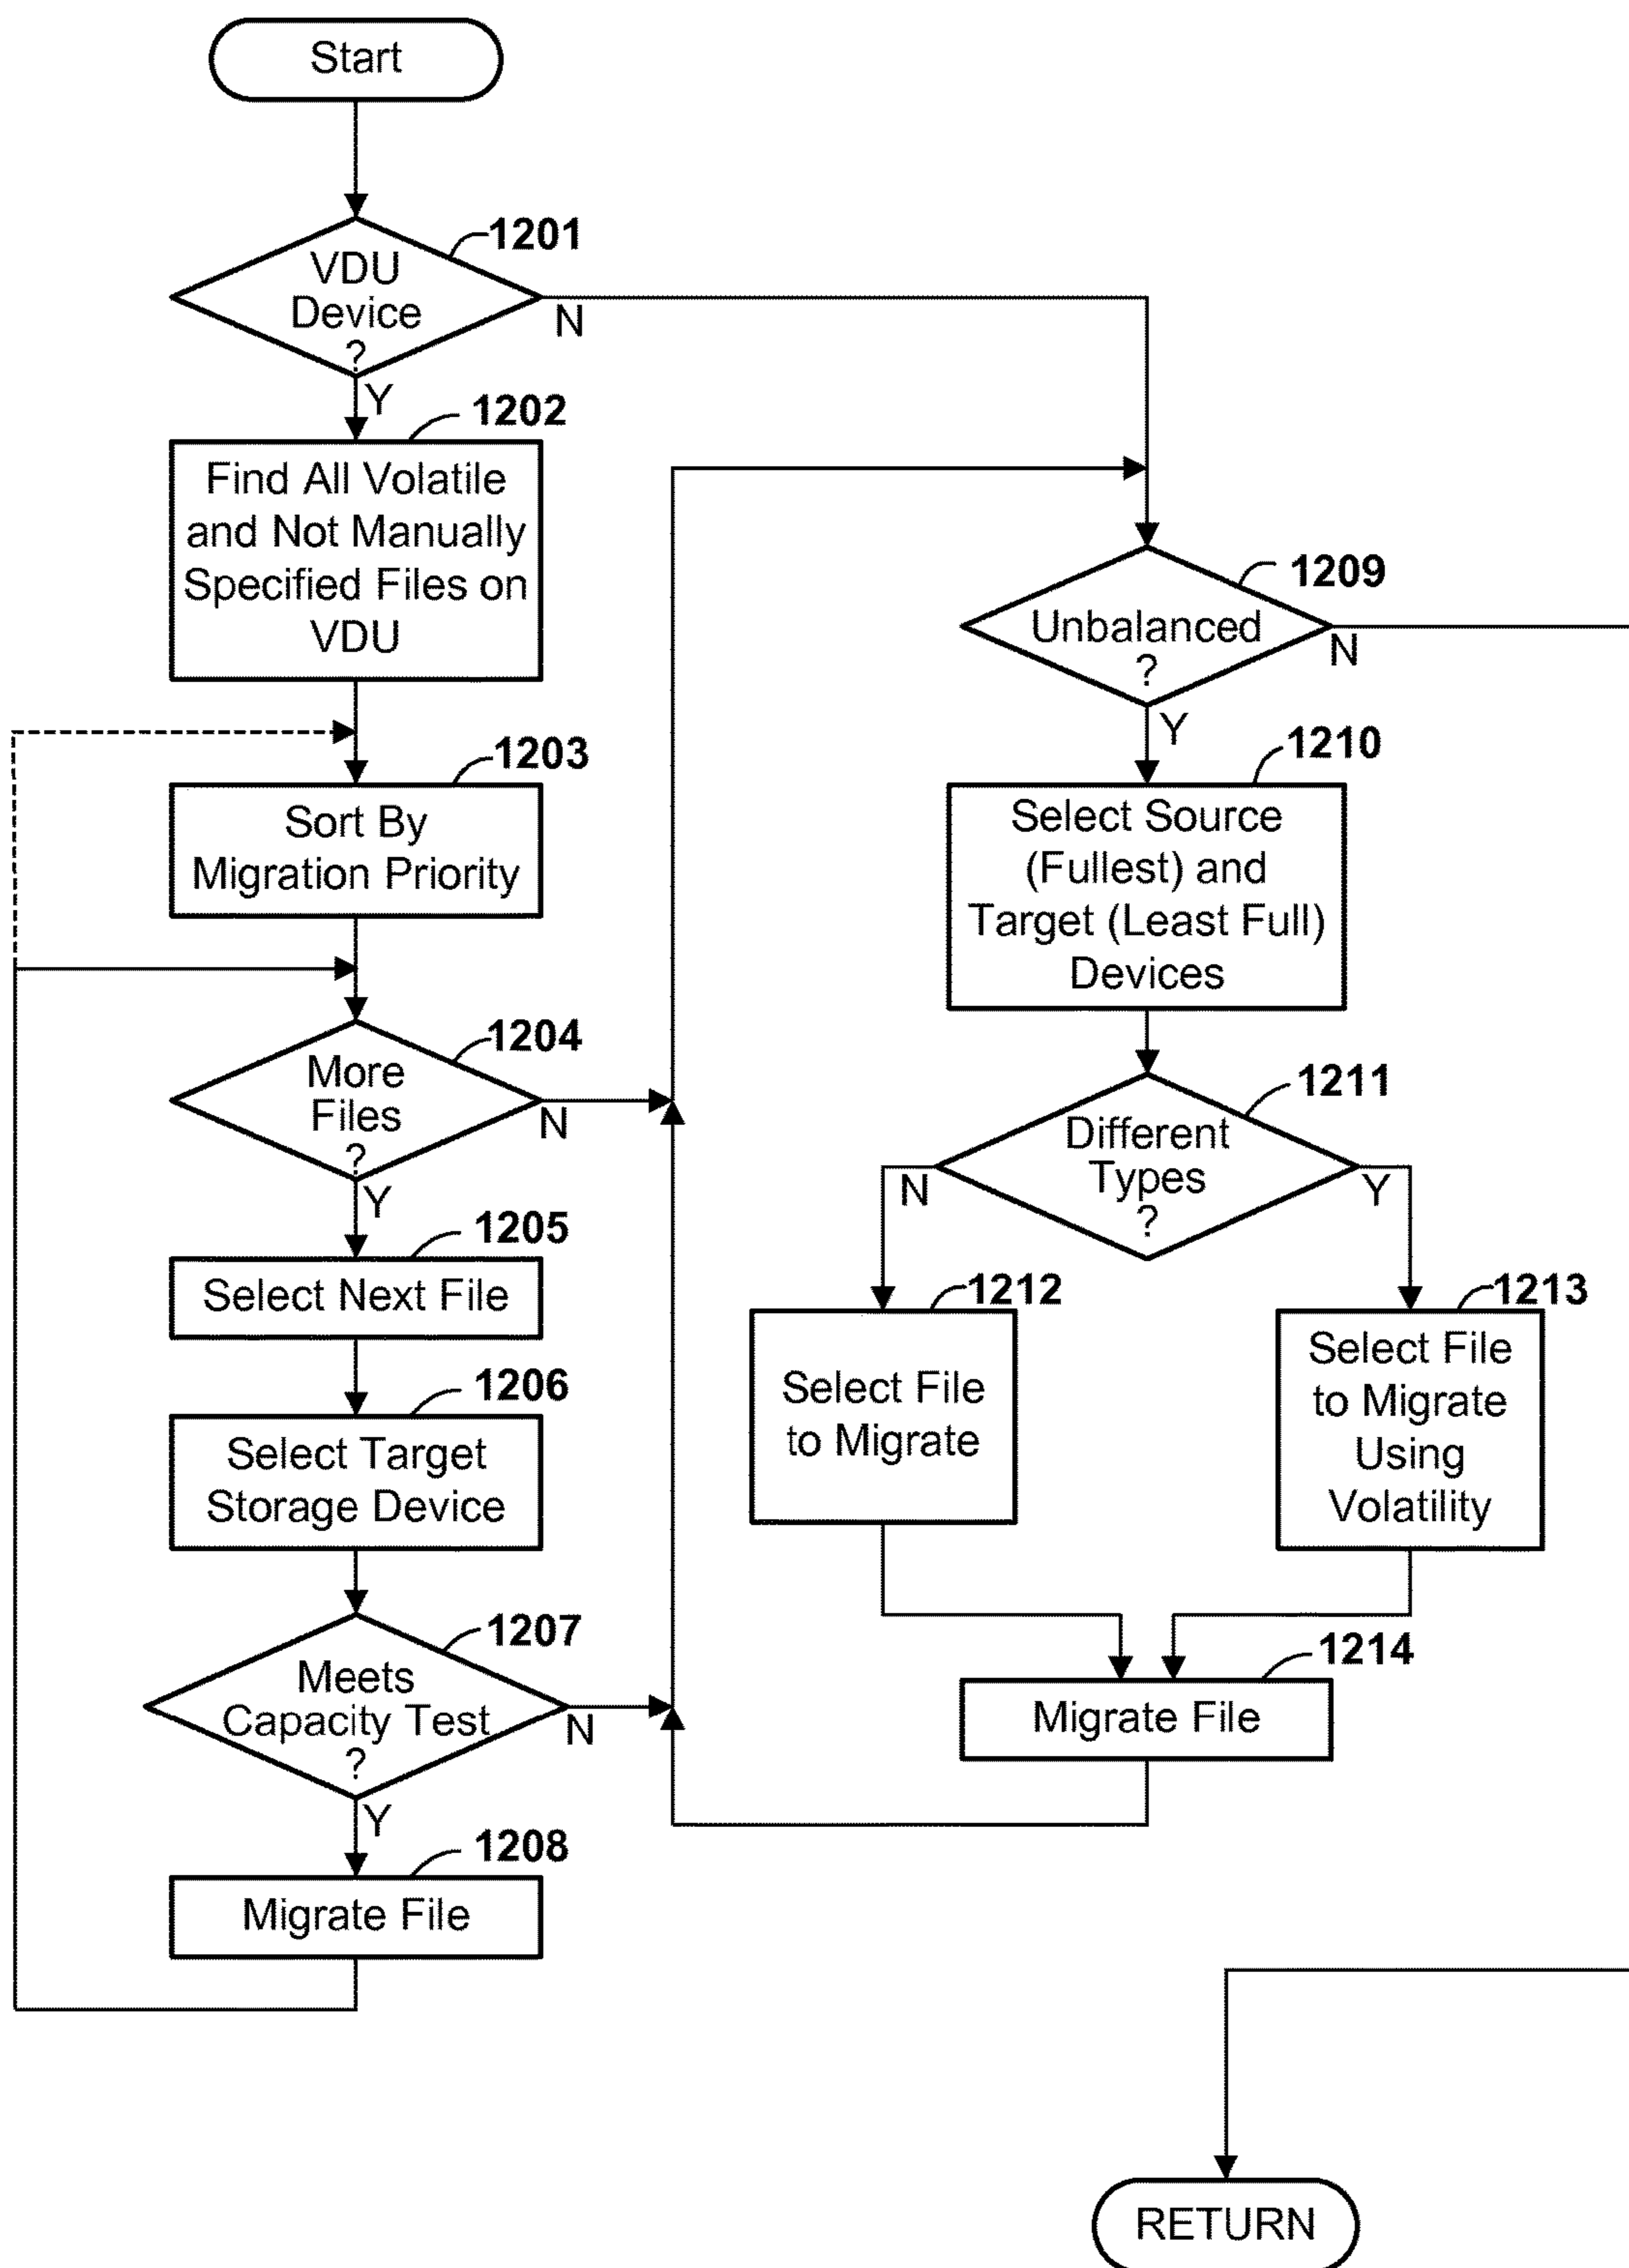 Start
1201
VDU
Device
?
N
Y
1202
Find All Volatile
and Not Manually
Specified Files on
VDU
1203
Sort By
Migration Priority
1204
More
Files
?
N
Y
1205
Select Next File
1206
Select Target
Storage Device
1207
Meets
Capacity Test
?
N
Y
1208
Migrate File
1209
Unbalanced
?
N
Y
1210
Select Source
(Fullest) and
Target (Least Full)
Devices
1211
Different
Types
?
N
Y
1212
Select File
to Migrate
1213
Select File
to Migrate
Using
Volatility
1214
Migrate File
RETURN